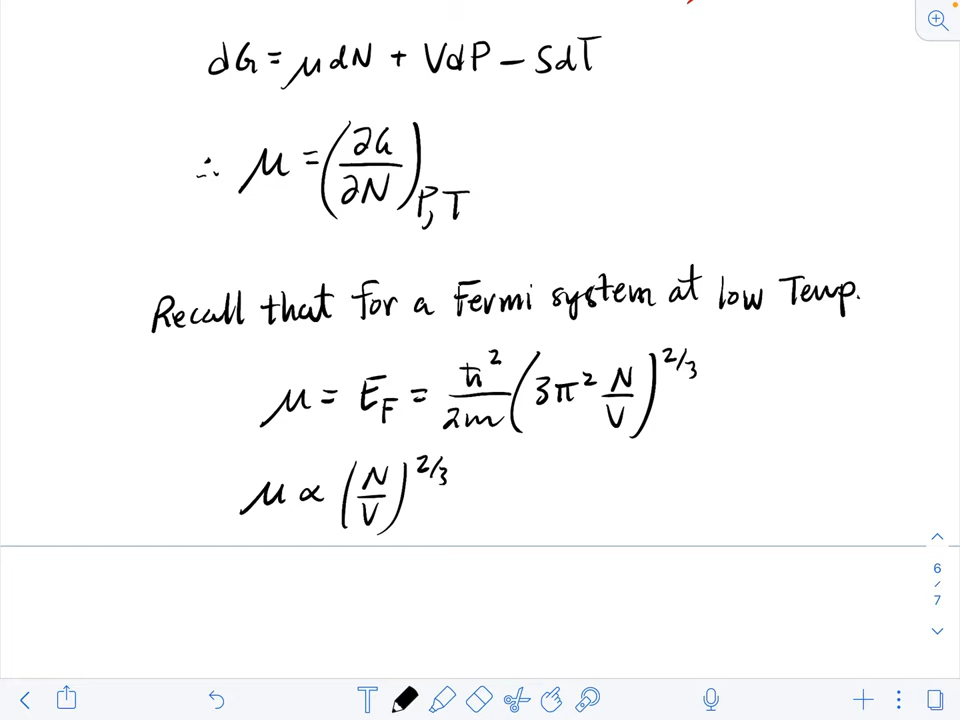 dG = μdN + VdP − SdT
∴ μ = (∂G/∂N)_P,T
Recall that for a Fermi system at low Temp.
μ = E_F = ħ²/2m (3π² N/V)^2/3
μ ∝ (N/V)^2/3
6
/
7
T